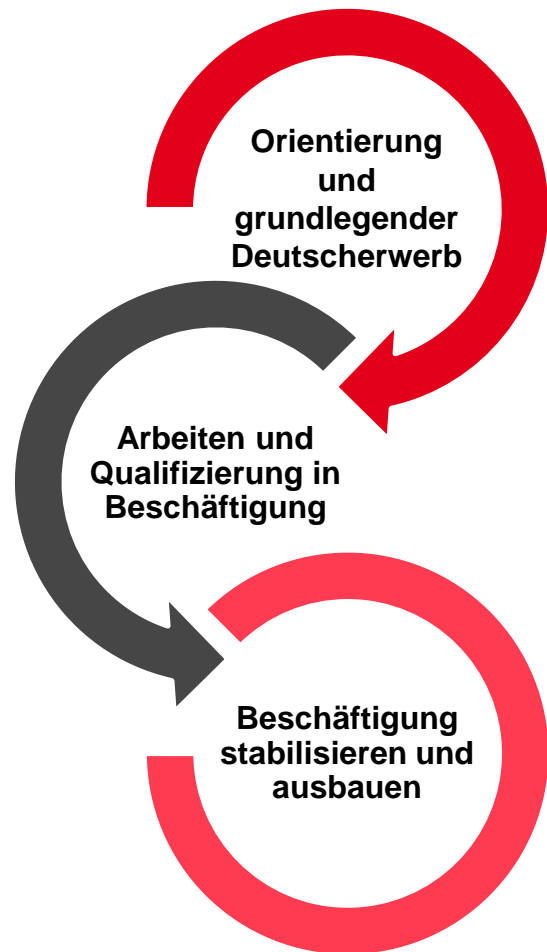 Orientierung
und
grundlegender
Deutscherwerb
Arbeiten und
Qualifizierung in
Beschäftigung
Beschäftigung
stabilisieren und
ausbauen